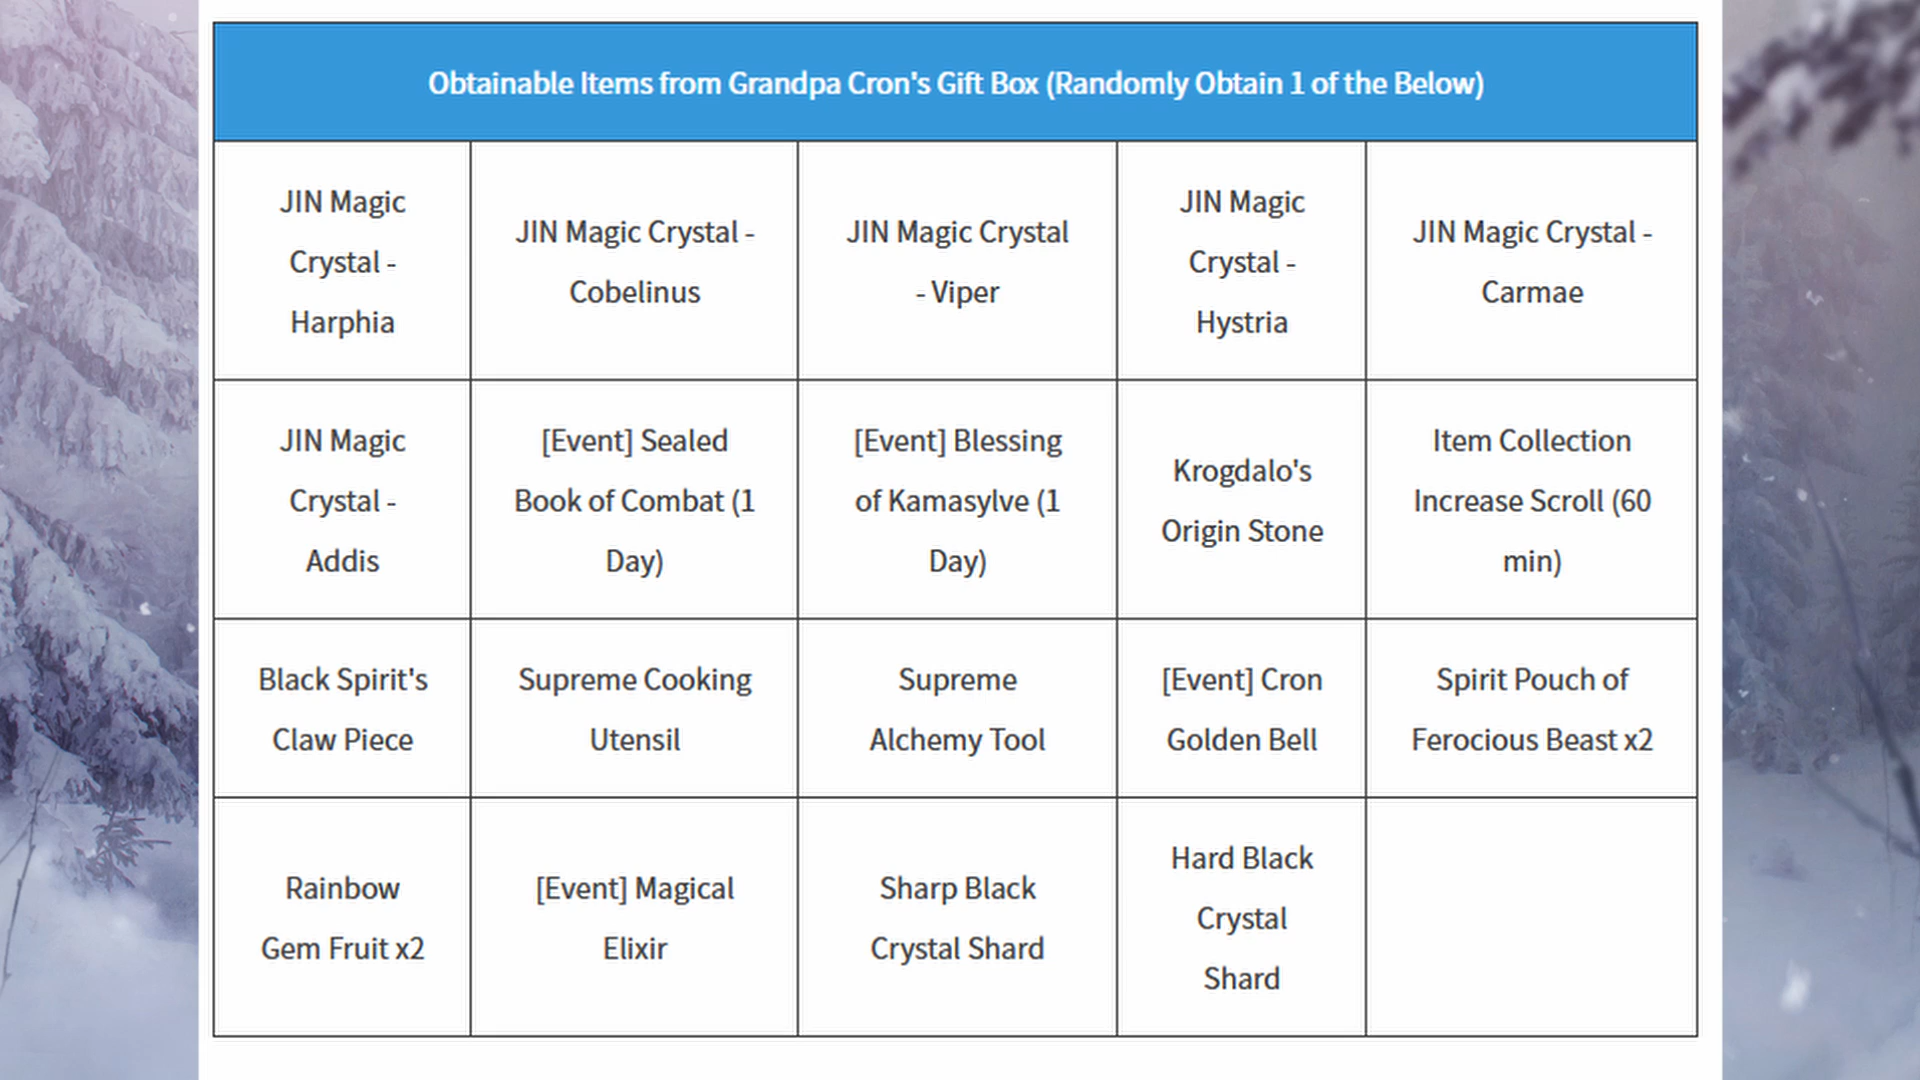 Obtainable Items from Grandpa Cron's Gift Box (Randomly Obtain 1 of the Below)
JIN Magic
Crystal -
Harphia
JIN Magic Crystal -
Cobelinus
JIN Magic Crystal
- Viper
JIN Magic
Crystal -
Hystria
JIN Magic Crystal -
Carmae
JIN Magic
Crystal -
Addis
[Event] Sealed
Book of Combat (1
Day)
[Event] Blessing
of Kamasylve (1
Day)
Krogdalo's
Origin Stone
Item Collection
Increase Scroll (60
min)
Black Spirit's
Claw Piece
Supreme Cooking
Utensil
Supreme
Alchemy Tool
[Event] Cron
Golden Bell
Spirit Pouch of
Ferocious Beast x2
Rainbow
Gem Fruit x2
[Event] Magical
Elixir
Sharp Black
Crystal Shard
Hard Black
Crystal
Shard